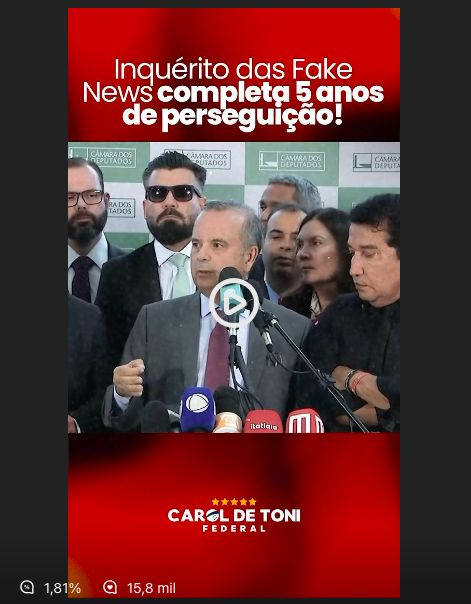 Inquérito das Fake
News completa 5 anos
de perseguição!
CÂMARA DOS
DEPUTADOS
CÂMARA DOS
DEPUTADOS
CÂMARA DOS
DEPUTADOS
CÂMARA DOS
DEPUTADOS
itatiaia
CAROL DE TONI
FEDERAL
1,81% 15,8 mil